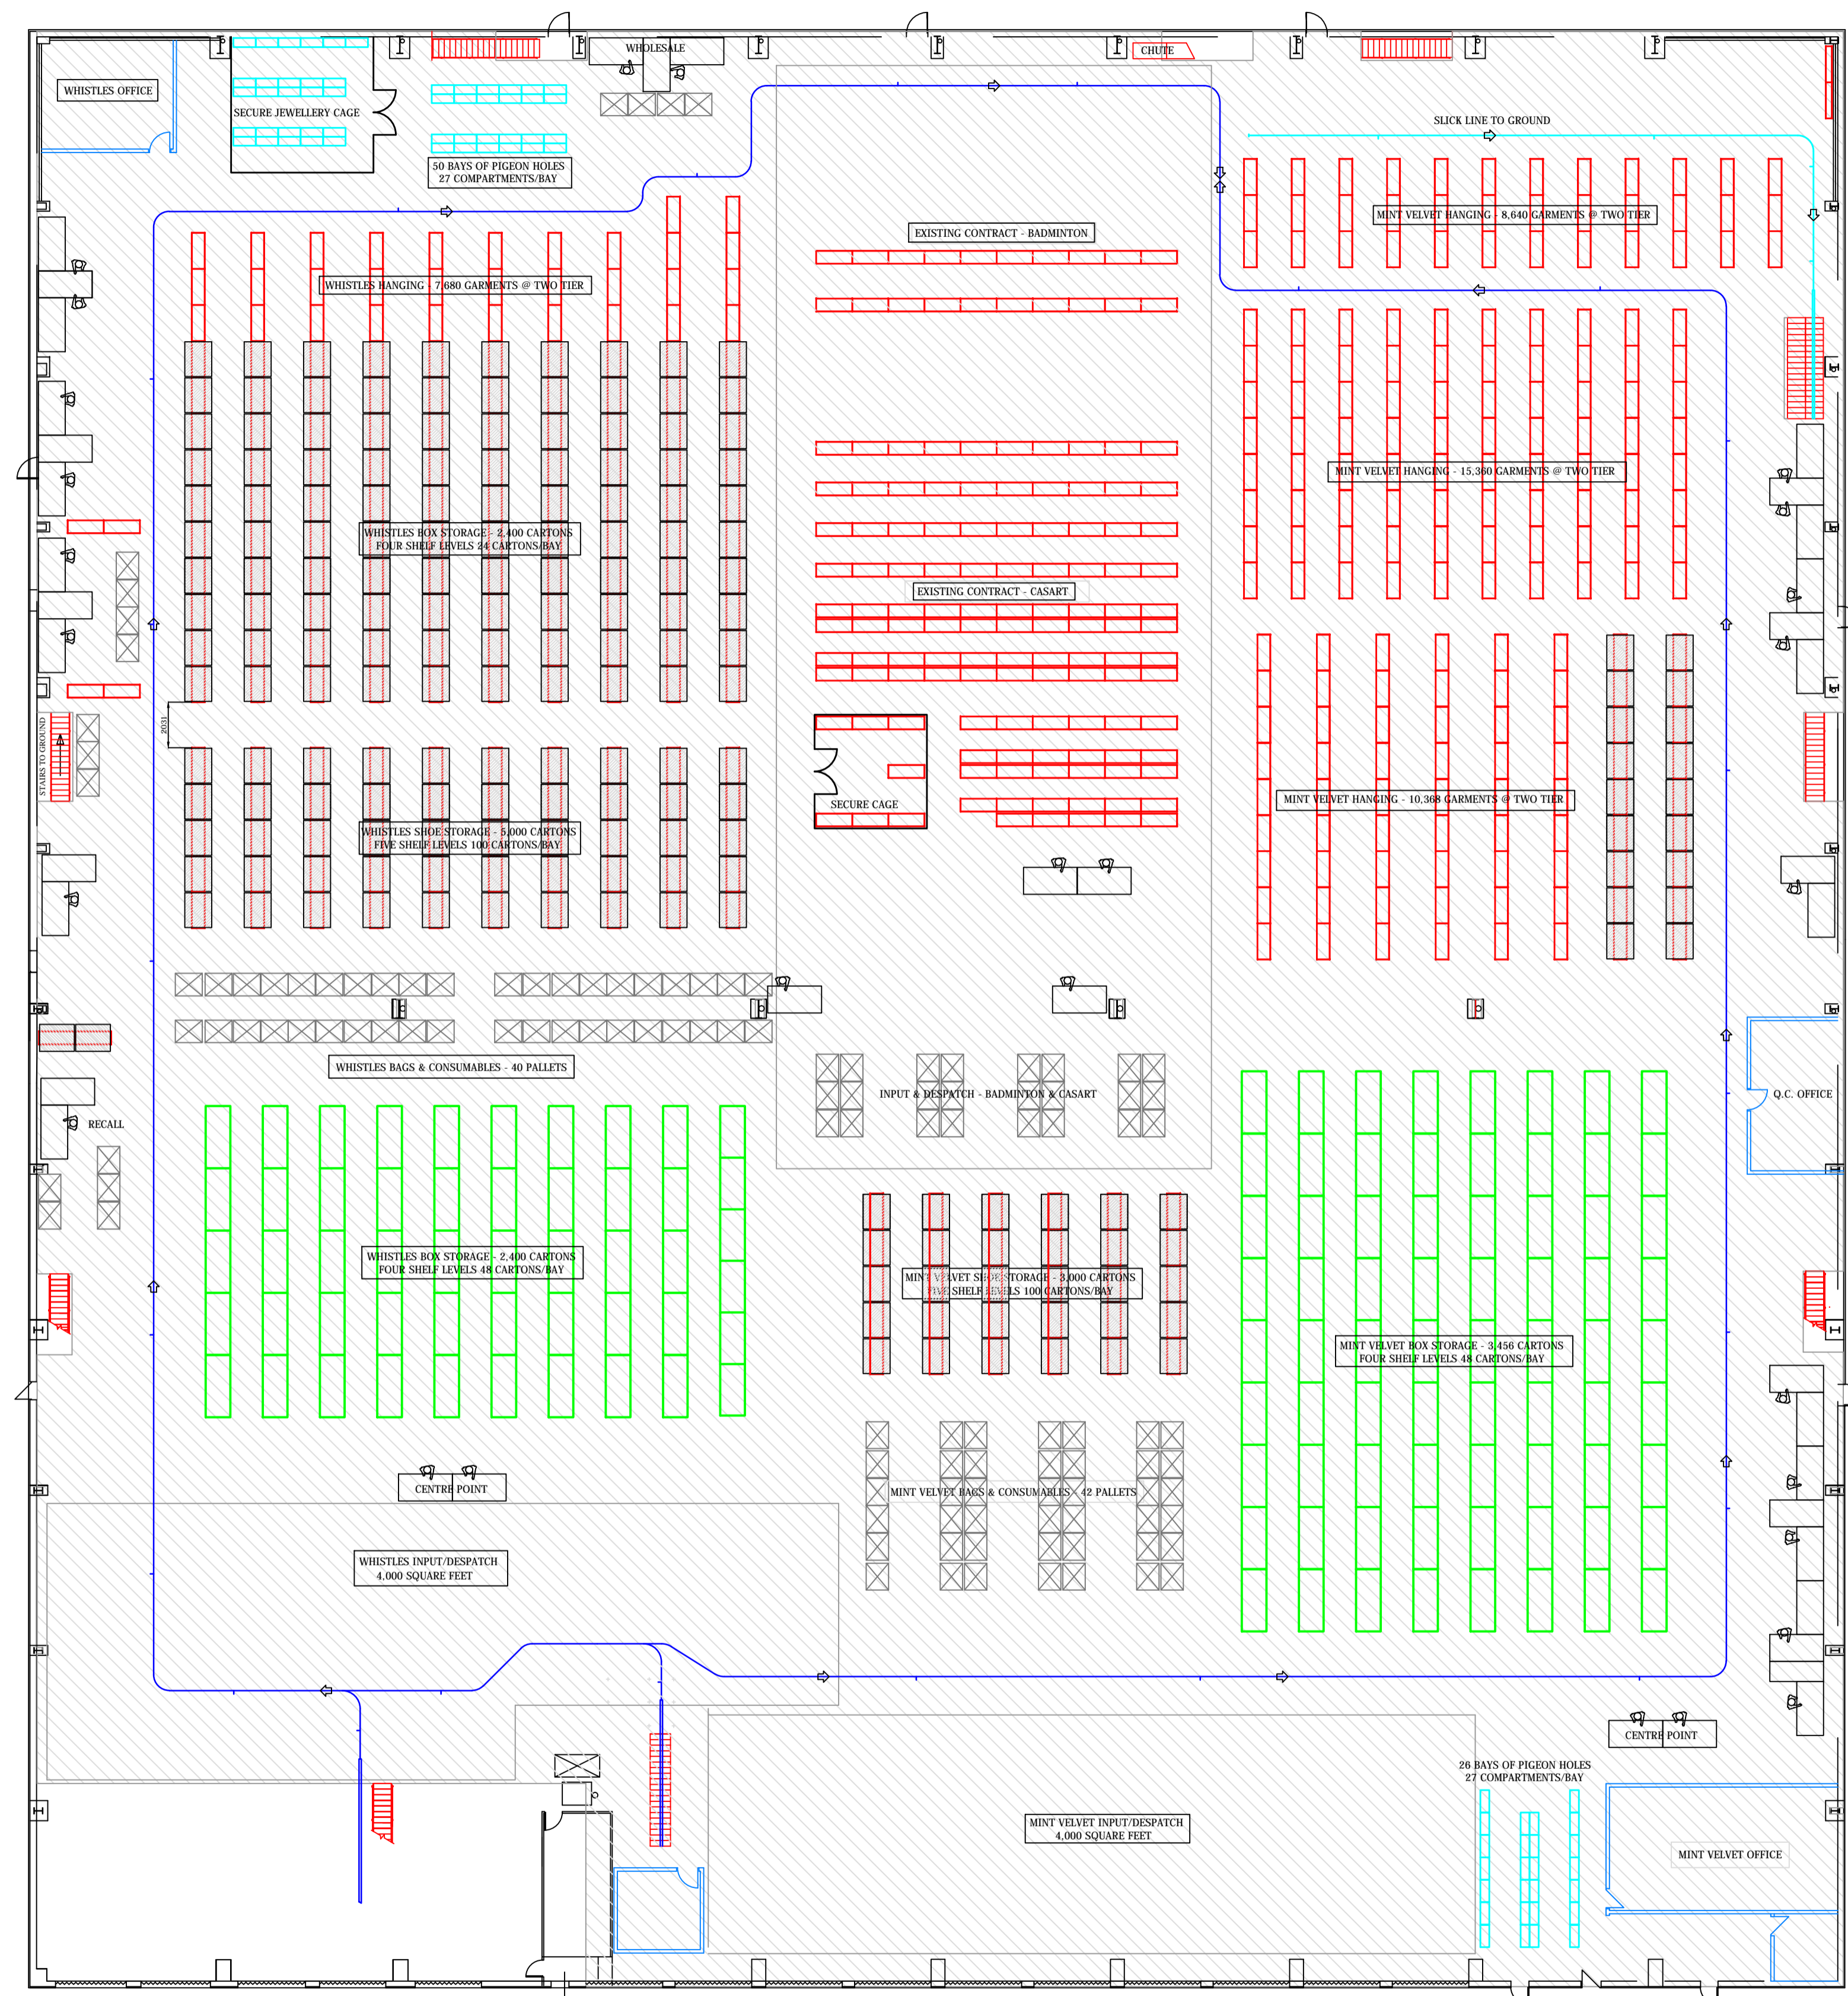 WHOLESALE
CHUTE
WHISTLES OFFICE
SECURE JEWELLERY CAGE
SLICK LINE TO GROUND
50 BAYS OF PIGEON HOLES
27 COMPARTMENTS/BAY
MINT VELVET HANGING - 8,640 GARMENTS @ TWO TIER
EXISTING CONTRACT - BADMINTON
WHISTLES HANGING - 7,680 GARMENTS @ TWO TIER
MINT VELVET HANGING - 15,360 GARMENTS @ TWO TIER
WHISTLES BOX STORAGE - 2,400 CARTONS
FOUR SHELF LEVELS 24 CARTONS/BAY
EXISTING CONTRACT - CASART
2031
STAIRS TO GROUND
SECURE CAGE
MINT VELVET HANGING - 10,368 GARMENTS @ TWO TIER
WHISTLES SHOE STORAGE - 5,000 CARTONS
FIVE SHELF LEVELS 100 CARTONS/BAY
WHISTLES BAGS & CONSUMABLES - 40 PALLETS
INPUT & DESPATCH - BADMINTON & CASART
Q.C. OFFICE
RECALL
WHISTLES BOX STORAGE - 2,400 CARTONS
FOUR SHELF LEVELS 48 CARTONS/BAY
MINT VELVET SHOE STORAGE - 3,000 CARTONS
FIVE SHELF LEVELS 100 CARTONS/BAY
MINT VELVET BOX STORAGE - 3,456 CARTONS
FOUR SHELF LEVELS 48 CARTONS/BAY
CENTRE POINT
MINT VELVET BAGS & CONSUMABLES - 42 PALLETS
WHISTLES INPUT/DESPATCH
4,000 SQUARE FEET
CENTRE POINT
26 BAYS OF PIGEON HOLES
27 COMPARTMENTS/BAY
MINT VELVET INPUT/DESPATCH
4,000 SQUARE FEET
MINT VELVET OFFICE